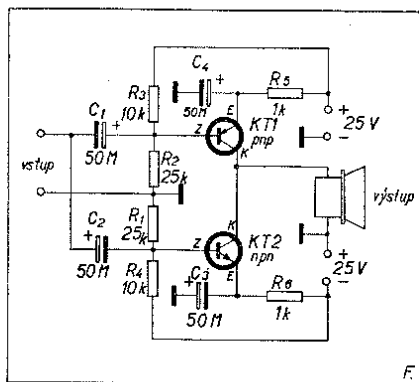 C4
50M
+
R3
10k
R5
1k
C1
+
50M
E
KT1
pnp
Z
K
+
25V
−
vstup
R2
25k
R1
25k
výstup
C2
+
50M
K
Z
KT2
npn
E
+
25V
−
R4
10k
+
C3
50M
R6
1k
F.